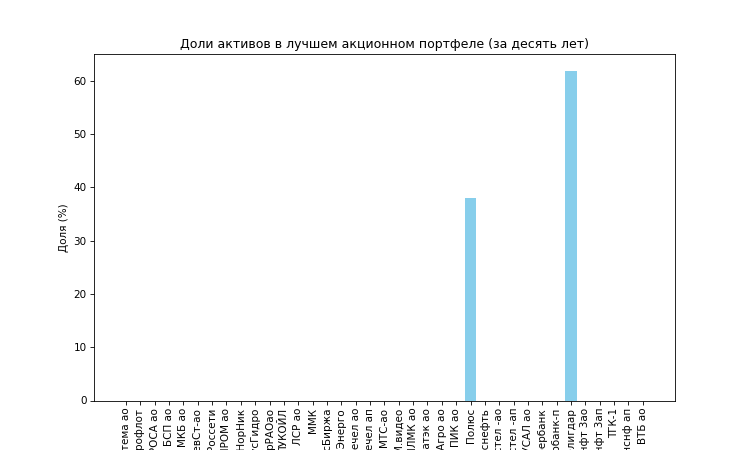 Доли активов в лучшем акционном портфеле (за десять лет)
Доля (%)
60
50
40
30
20
10
0
тема ао
рофлот
РОСА ао
БСП ао
МКБ ао
евСт-ао
Россети
ПРОМ ао
НорНик
сГидро
рРАОао
ЛУКОЙЛ
ЛСР ао
ММК
сБиржа
Энерго
ечел ао
ечел ап
МТС-ао
М.видео
ЛМК ао
атэк ао
Агро ао
ПИК ао
Полюс
снефть
стел -ао
стел -ап
УСАЛ ао
ербанк
рбанк-п
лигдар
нфт 3ао
нфт 3ап
ТГК-1
нснф ап
ВТБ ао